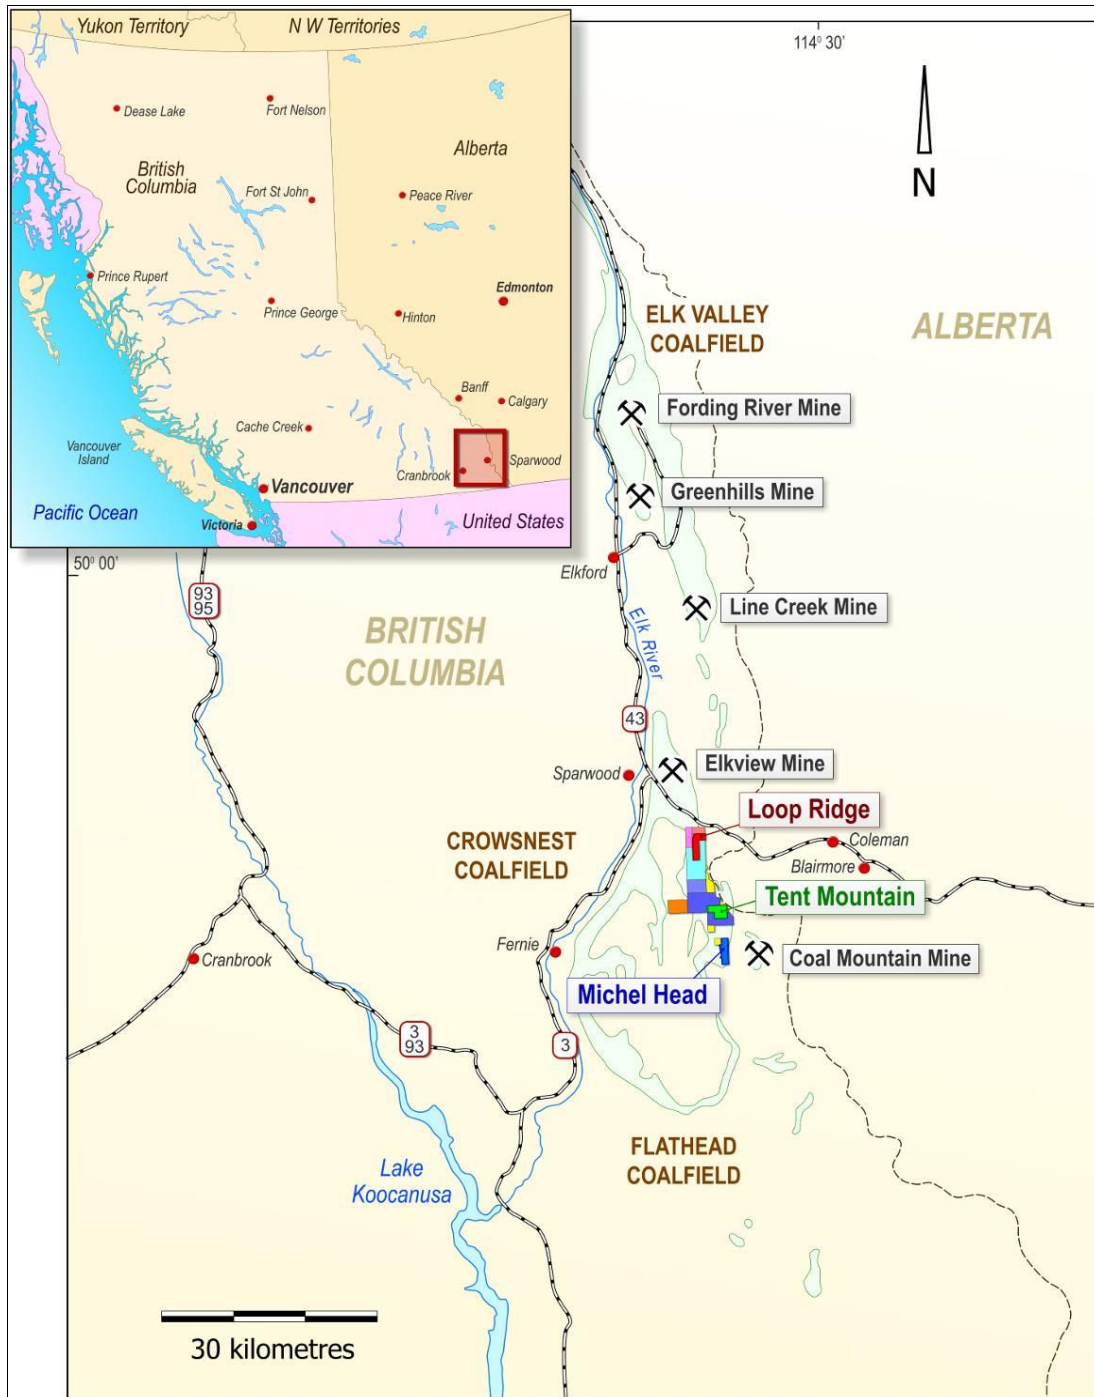 Yukon Territory
N W Territories
Dease Lake
Fort Nelson
British
Columbia
Alberta
Fort St John
Peace River
Prince Rupert
Edmonton
Prince George
Hinton
Banff
Calgary
Cache Creek
Vancouver
Island
Sparwood
Cranbrook
Vancouver
Pacific Ocean
Victoria
United States
114° 30'
N
ELK VALLEY
COALFIELD
ALBERTA
Fording River Mine
Greenhills Mine
50° 00'
Elkford
93
95
Line Creek Mine
Elk River
BRITISH
COLUMBIA
43
Sparwood
Elkview Mine
Loop Ridge
CROWSNEST
COALFIELD
Coleman
Blairmore
Tent Mountain
Fernie
Cranbrook
Coal Mountain Mine
Michel Head
3
93
3
FLATHEAD
COALFIELD
Lake
Koocanusa
30 kilometres